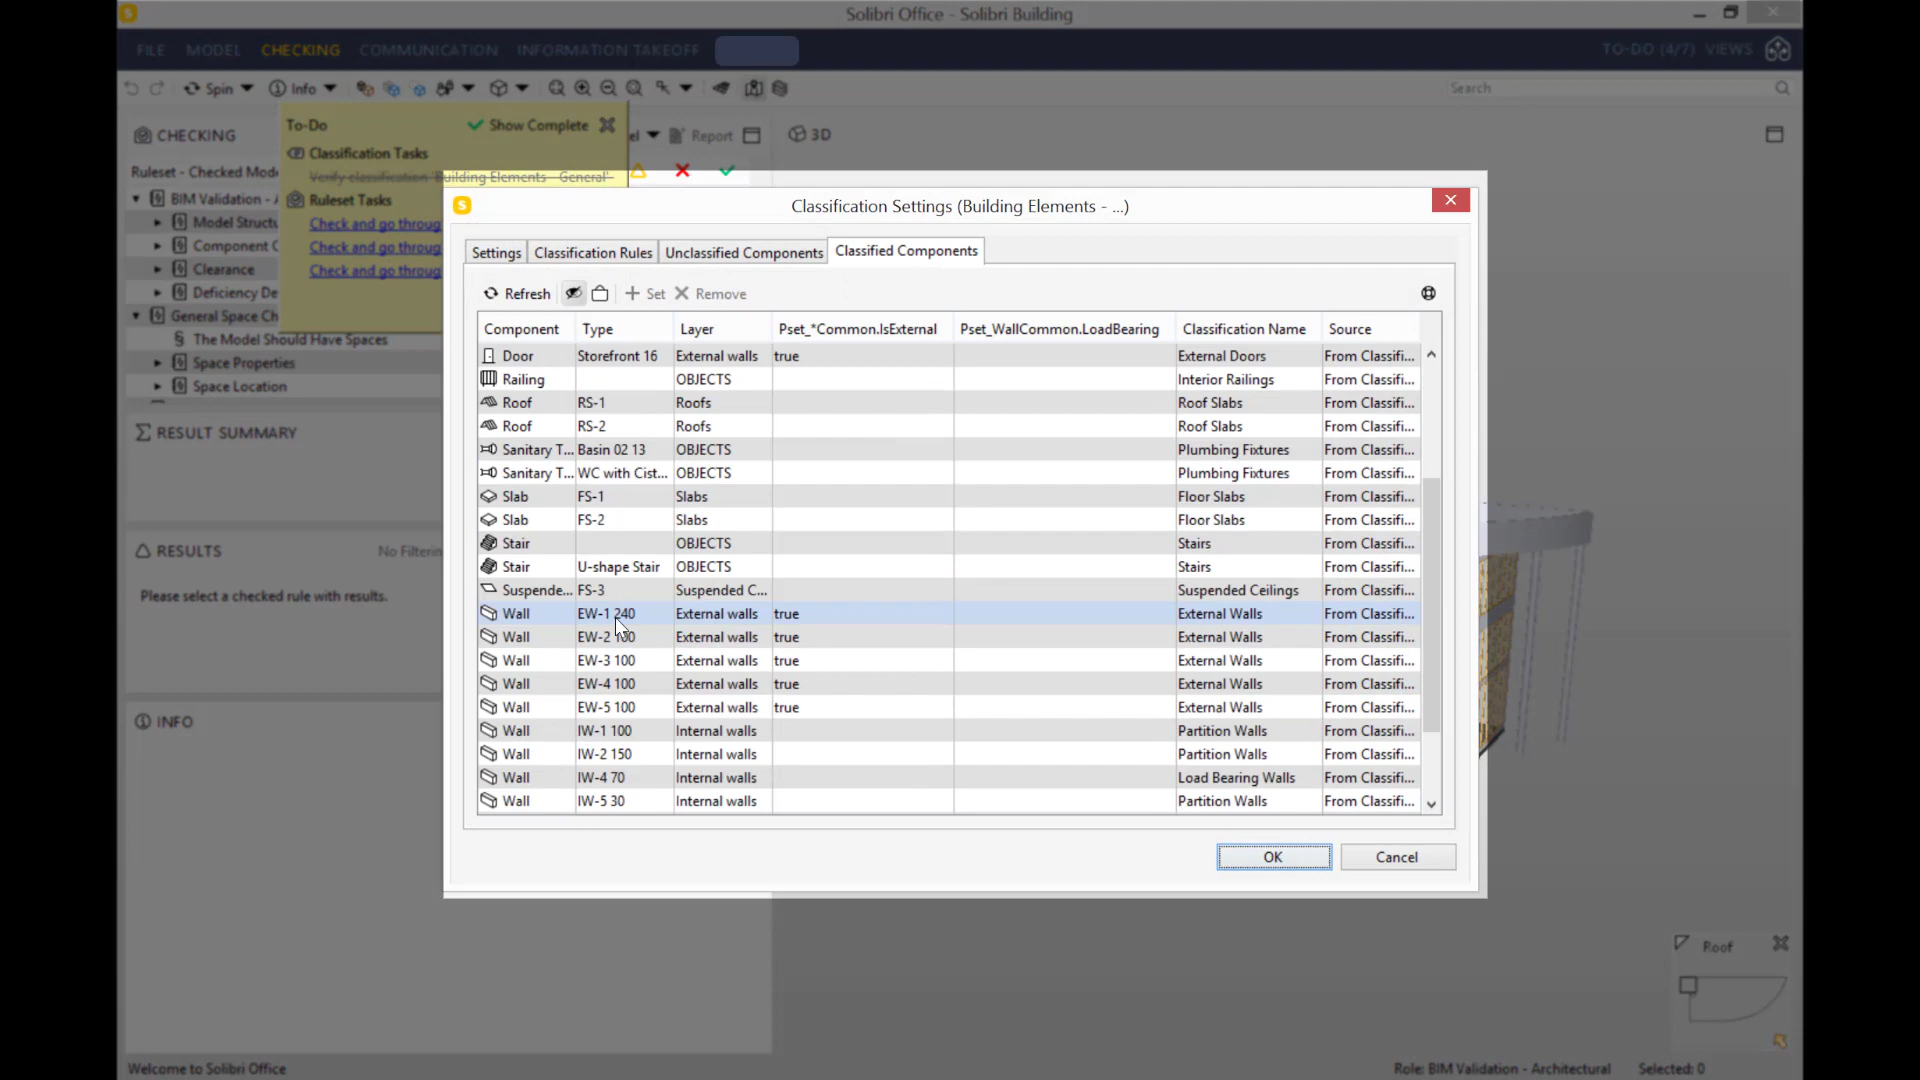 Solibri Office - Solibri Building
FILE MODEL CHECKING COMMUNICATION INFORMATION TAKEOFF
TO-DO (4/7) VIEWS
Spin Info Search
CHECKING
To-Do Show Complete
Report
3D
Classification Tasks
Ruleset - Checked Mode
Verify classification 'Building Elements - General'
BIM Validation - A
Ruleset Tasks
Model Structu
Check and go throug
Component C
Check and go throug
Clearance
Check and go throug
Deficiency De
General Space Ch
The Model Should Have Spaces
Space Properties
Space Location
RESULT SUMMARY
RESULTS No Filterin
Please select a checked rule with results.
INFO
Classification Settings (Building Elements - ...)
Settings Classification Rules Unclassified Components Classified Components
Refresh Set Remove
Component Type Layer Pset_*Common.IsExternal Pset_WallCommon.LoadBearing Classification Name Source
Door Storefront 16 External walls true External Doors From Classifi...
Railing OBJECTS Interior Railings From Classifi...
Roof RS-1 Roofs Roof Slabs From Classifi...
Roof RS-2 Roofs Roof Slabs From Classifi...
Sanitary T... Basin 02 13 OBJECTS Plumbing Fixtures From Classifi...
Sanitary T... WC with Cist... OBJECTS Plumbing Fixtures From Classifi...
Slab FS-1 Slabs Floor Slabs From Classifi...
Slab FS-2 Slabs Floor Slabs From Classifi...
Stair OBJECTS Stairs From Classifi...
Stair U-shape Stair OBJECTS Stairs From Classifi...
Suspende... FS-3 Suspended C... Suspended Ceilings From Classifi...
Wall EW-1 240 External walls true External Walls From Classifi...
Wall EW-2 External walls true External Walls From Classifi...
Wall EW-3 100 External walls true External Walls From Classifi...
Wall EW-4 100 External walls true External Walls From Classifi...
Wall EW-5 100 External walls true External Walls From Classifi...
Wall IW-1 100 Internal walls Partition Walls From Classifi...
Wall IW-2 150 Internal walls Partition Walls From Classifi...
Wall IW-4 70 Internal walls Load Bearing Walls From Classifi...
Wall IW-5 30 Internal walls Partition Walls From Classifi...
OK Cancel
Roof
Welcome to Solibri Office
Role: BIM Validation - Architectural Selected: 0